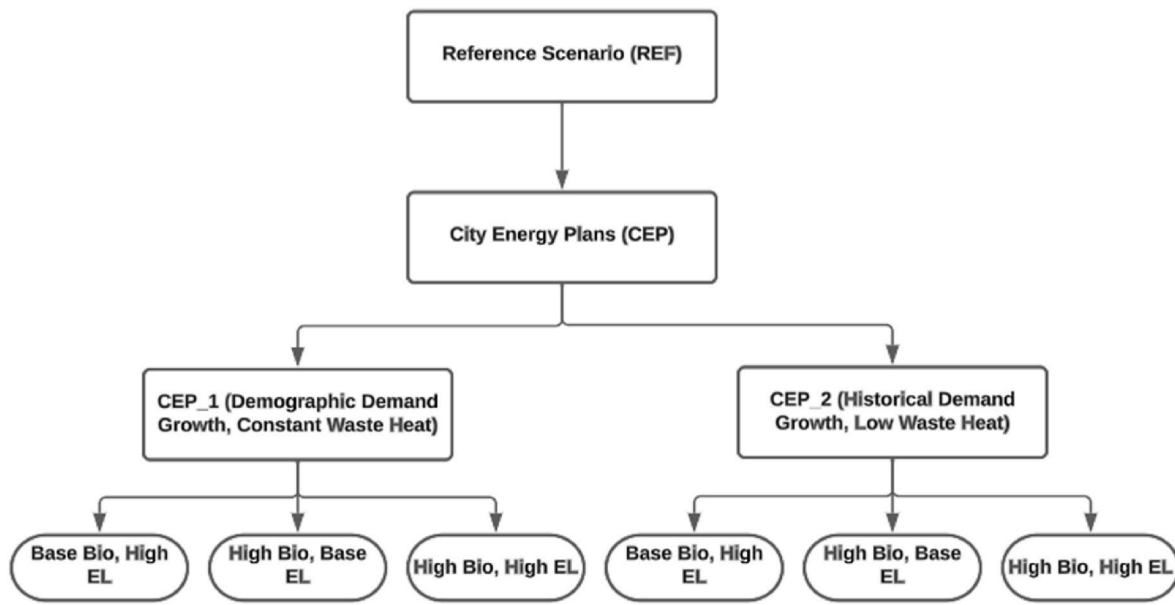 Reference Scenario (REF)
City Energy Plans (CEP)
CEP_1 (Demographic Demand
Growth, Constant Waste Heat)
CEP_2 (Historical Demand
Growth, Low Waste Heat)
Base Bio, High
EL
High Bio, Base
EL
High Bio, High EL
Base Bio, High
EL
High Bio, Base
EL
High Bio, High EL